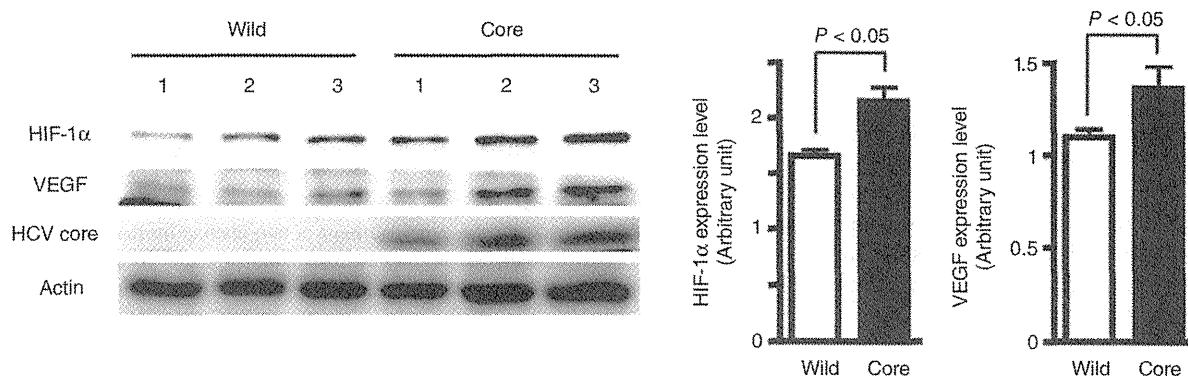 Wild Core
1 2 3 1 2 3
HIF-1α
VEGF
HCV core
Actin
P < 0.05
HIF-1α expression level
(Arbitrary unit)
2
1
0
Wild Core
P < 0.05
VEGF expression level
(Arbitrary unit)
1.5
1
0.5
0
Wild Core